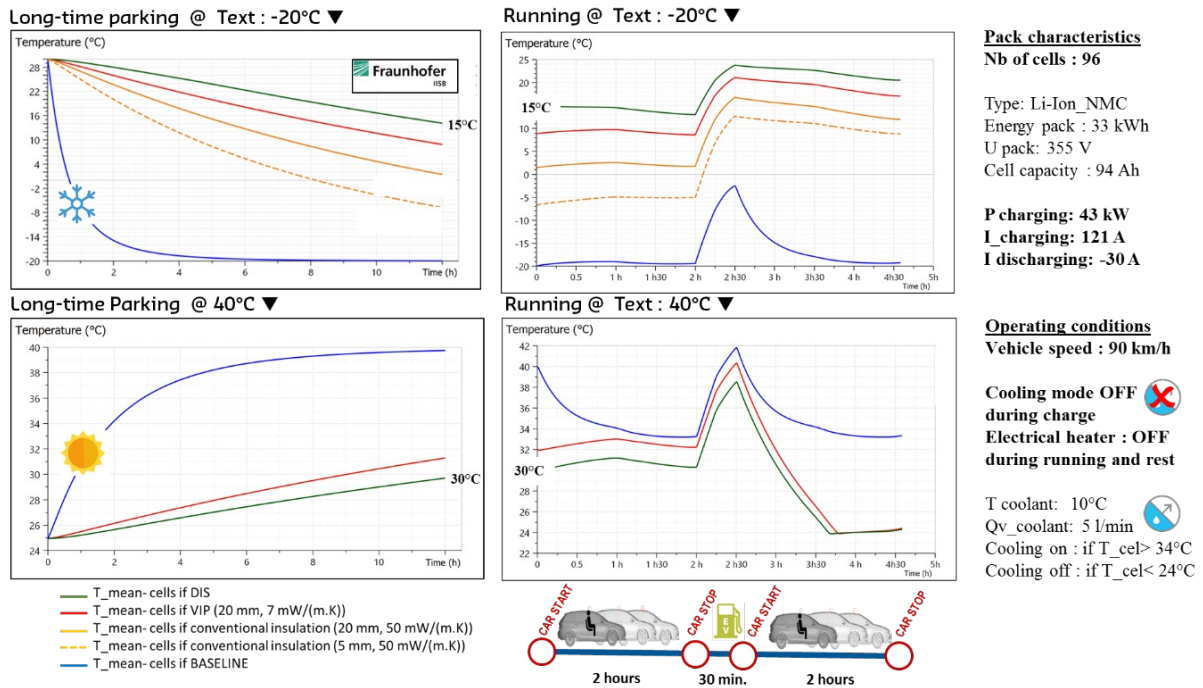 Long-time parking @ Text : -20°C ▼
Temperature (°C)
28
22
16
10
4
-2
-8
-14
-20
0
2
4
6
8
10
Time (h)
Fraunhofer
IISB
15°C
Running @ Text : -20°C ▼
Temperature (°C)
25
20
15°C
10
5
0
-5
-10
-15
-20
0
0.5
1 h
1h30
2 h
2 h30
3 h
3h30
4 h
4h30
5h
Time (h)
Pack characteristics
Nb of cells : 96
Type: Li-Ion_NMC
Energy pack : 33 kWh
U pack: 355 V
Cell capacity : 94 Ah
P charging: 43 kW
I_charging: 121 A
I discharging: -30 A
Long-time Parking @ 40°C ▼
Temperature (°C)
40
38
36
34
32
30
28
26
24
0
2
4
6
8
10
Time (h)
30°C
Running @ Text : 40°C ▼
Temperature (°C)
42
40
38
36
34
32
30°C
28
26
24
22
0
0.5
1 h
1h30
2 h
2 h30
3 h
3h30
4 h
4h30
5h
Time (h)
Operating conditions
Vehicle speed : 90 km/h
Cooling mode OFF
during charge
Electrical heater : OFF
during running and rest
T coolant: 10°C
Qv_coolant: 5 l/min
Cooling on : if T_cel> 34°C
Cooling off : if T_cel< 24°C
T_mean- cells if DIS
T_mean- cells if VIP (20 mm, 7 mW/(m.K))
T_mean- cells if conventional insulation (20 mm, 50 mW/(m.K))
T_mean- cells if conventional insulation (5 mm, 50 mW/(m.K))
T_mean- cells if BASELINE
CAR START
CAR STOP
EV
CAR START
CAR STOP
2 hours
30 min.
2 hours